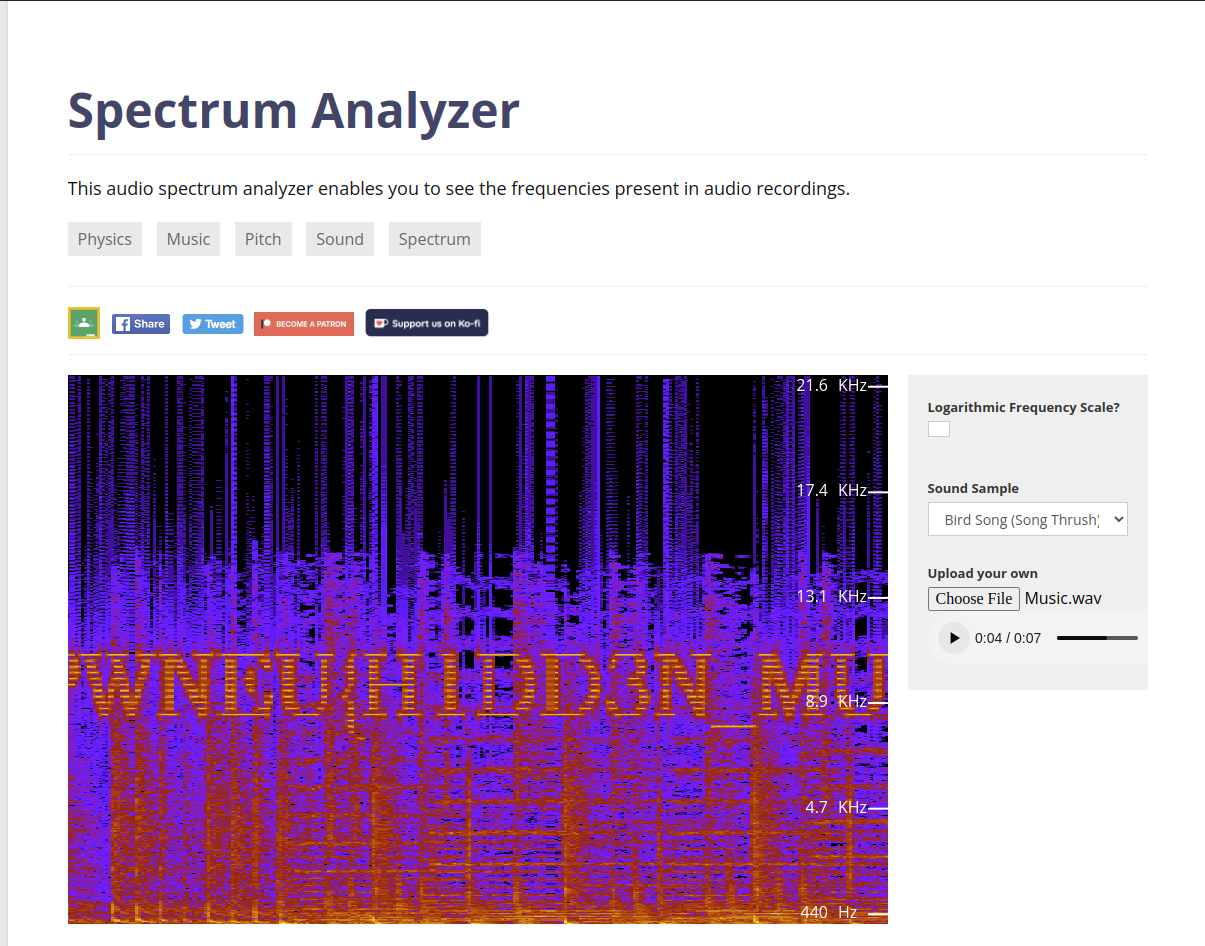 Spectrum Analyzer
This audio spectrum analyzer enables you to see the frequencies present in audio recordings.
Physics Music Pitch Sound Spectrum
Share Tweet BECOME A PATRON Support us on Ko-fi
21.6 KHz
17.4 KHz
13.1 KHz
8.9 KHz
4.7 KHz
440 Hz
Logarithmic Frequency Scale?
Sound Sample
Bird Song (Song Thrush)
Upload your own
Choose File Music.wav
0:04 / 0:07